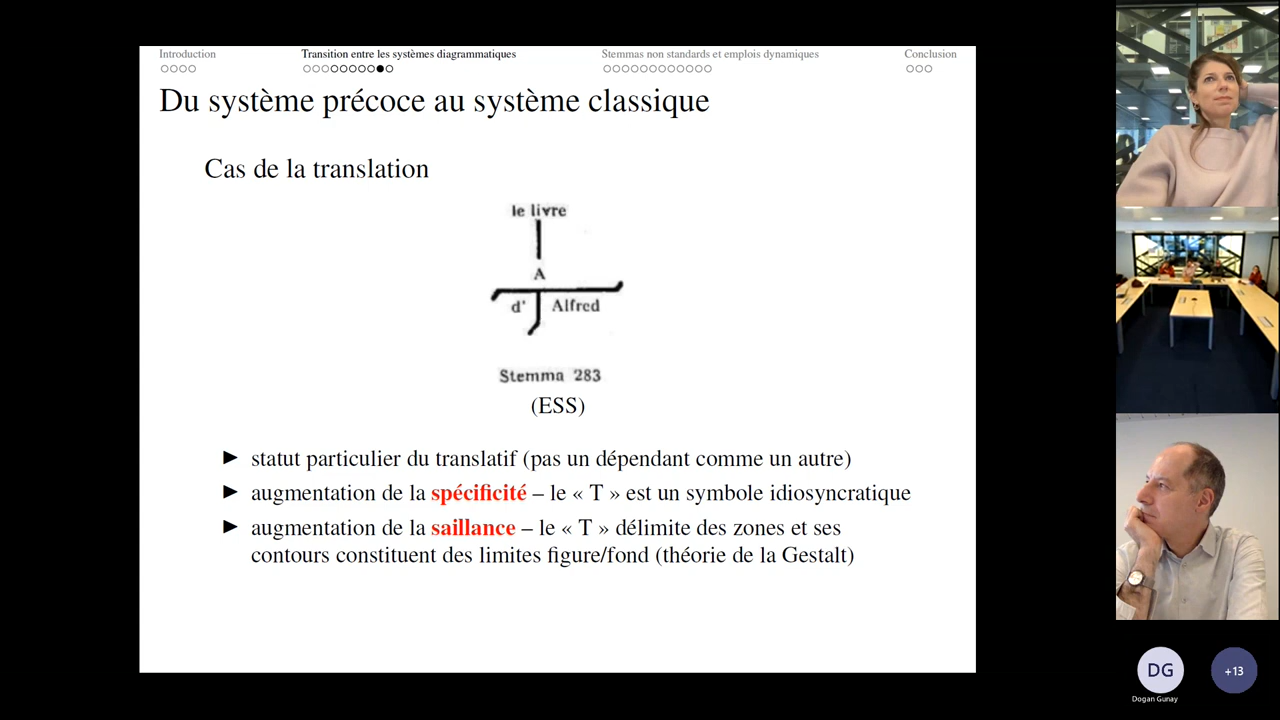 Introduction
Transition entre les systèmes diagrammatiques
Stemmas non standards et emplois dynamiques
Conclusion
Du système précoce au système classique
Cas de la translation
le livre
A
d' Alfred
Stemma 283
(ESS)
► statut particulier du translatif (pas un dépendant comme un autre)
► augmentation de la spécificité – le « T » est un symbole idiosyncratique
► augmentation de la saillance – le « T » délimite des zones et ses
contours constituent des limites figure/fond (théorie de la Gestalt)
DG
Dogan Gunay
+13